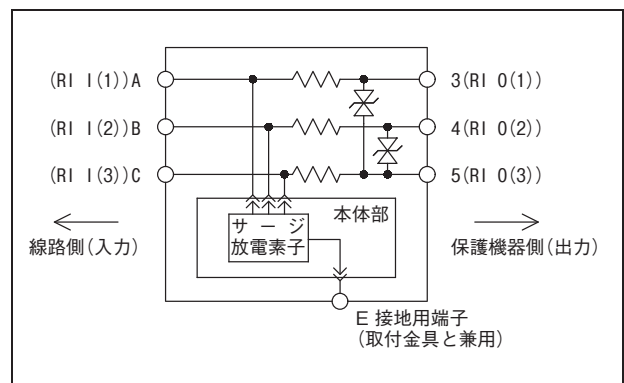 (RI I(1))A
3(RI O(1))
(RI I(2))B
4(RI O(2))
(RI I(3))C
5(RI O(3))
本体部
サージ
放電素子
線路側(入力)
保護機器側(出力)
E 接地用端子
(取付金具と兼用)